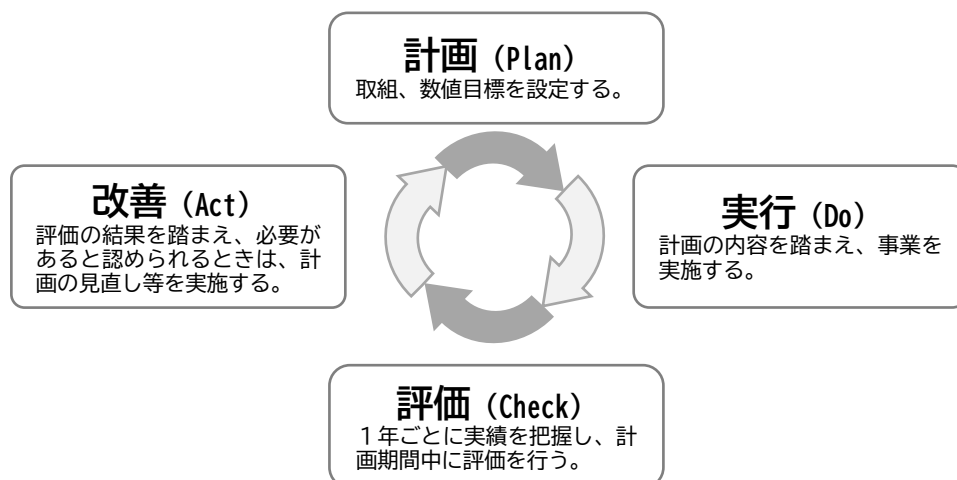 計画（Plan）
取組、数値目標を設定する。
改善（Act）
評価の結果を踏まえ、必要が
あると認められるときは、計
画の見直し等を実施する。
実行（Do）
計画の内容を踏まえ、事業を
実施する。
評価（Check）
１年ごとに実績を把握し、計
画期間中に評価を行う。